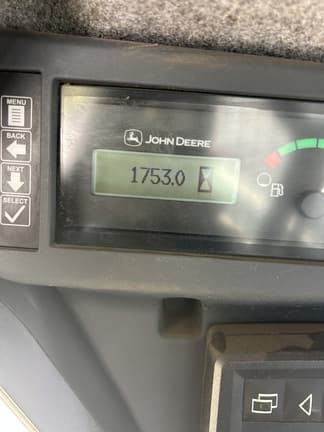 MENU
BACK
NEXT
SELECT
JOHN DEERE
1753.0